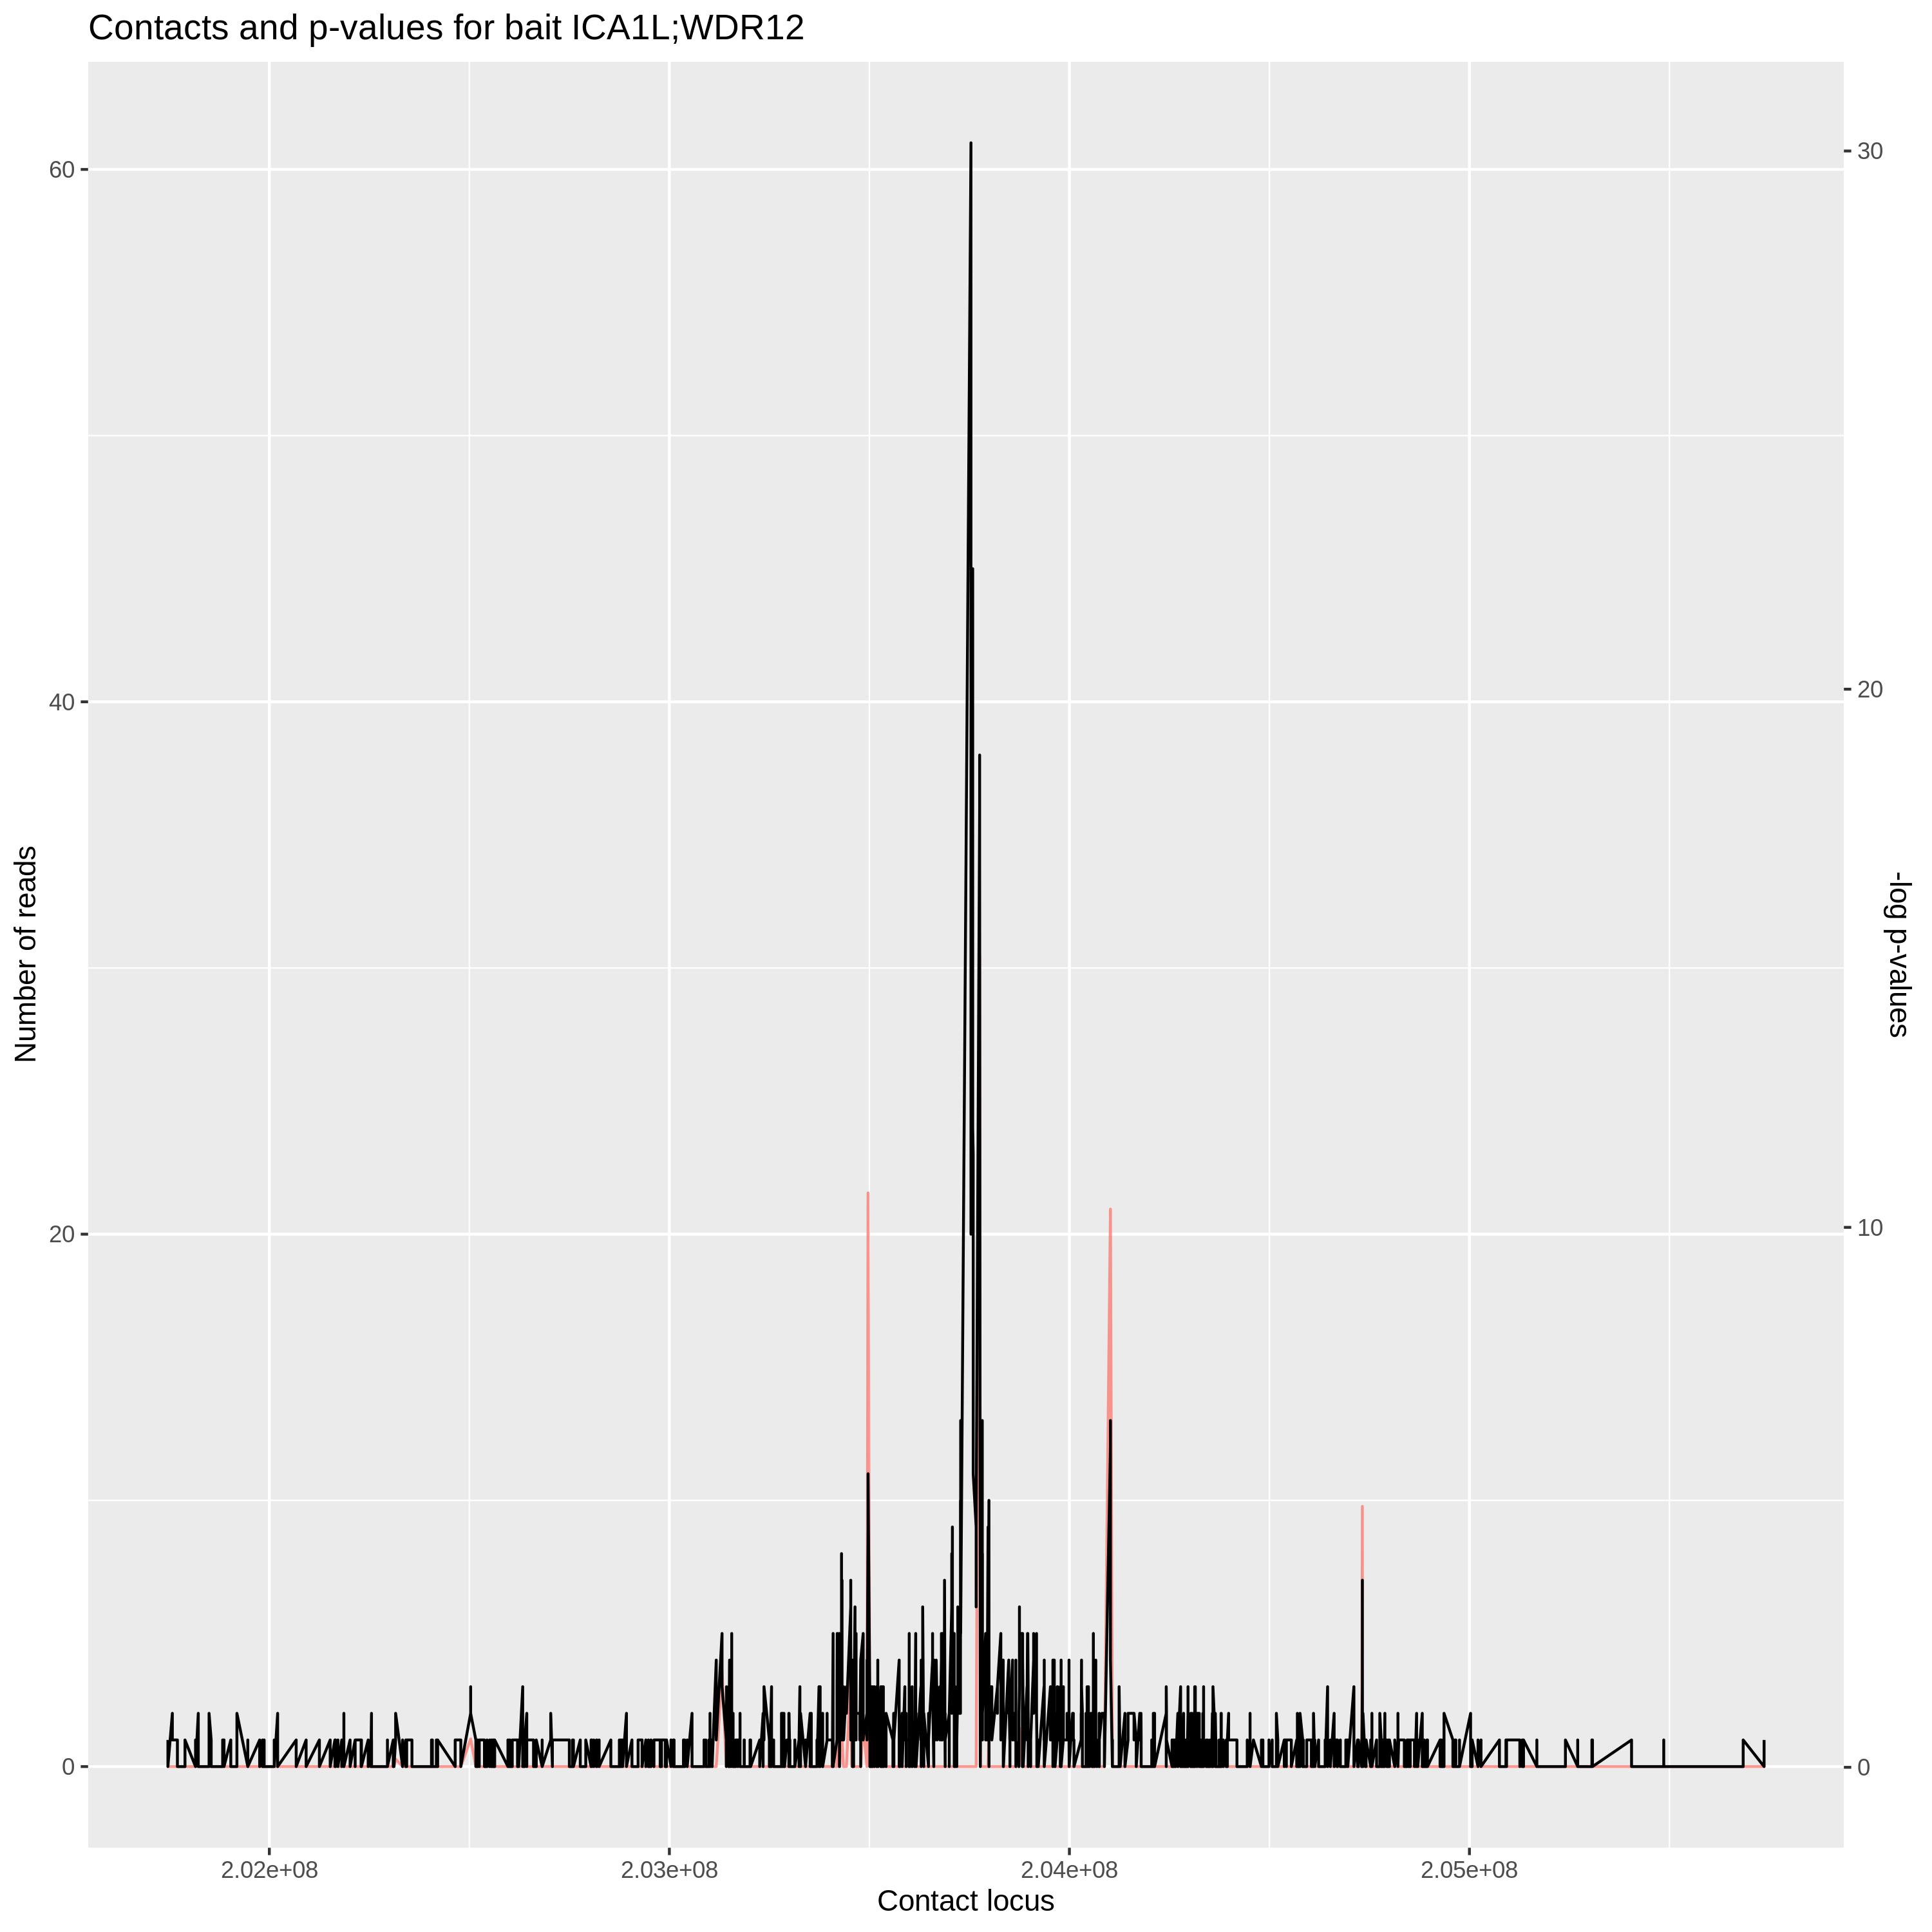 Contacts and p-values for bait ICA1L;WDR12
Number of reads
60
40
20
0
30
20
10
0
-log p-values
2.02e+08 2.03e+08 2.04e+08 2.05e+08
Contact locus